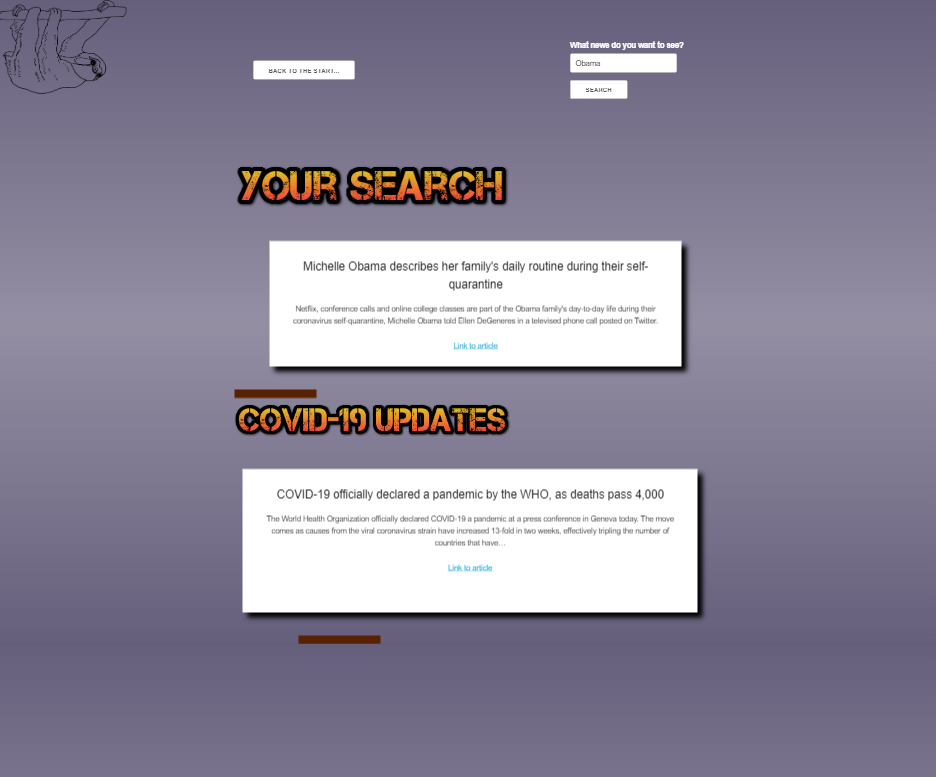 What news do you want to see?
BACK TO THE START...
Obama
SEARCH
YOUR SEARCH
Michelle Obama describes her family's daily routine during their self-
quarantine
Netflix, conference calls and online college classes are part of the Obama family's day-to-day life during their
coronavirus self-quarantine, Michelle Obama told Ellen DeGeneres in a televised phone call posted on Twitter.
Link to article
COVID-19 UPDATES
COVID-19 officially declared a pandemic by the WHO, as deaths pass 4,000
The World Health Organization officially declared COVID-19 a pandemic at a press conference in Geneva today. The move
comes as causes from the viral coronavirus strain have increased 13-fold in two weeks, effectively tripling the number of
countries that have…
Link to article